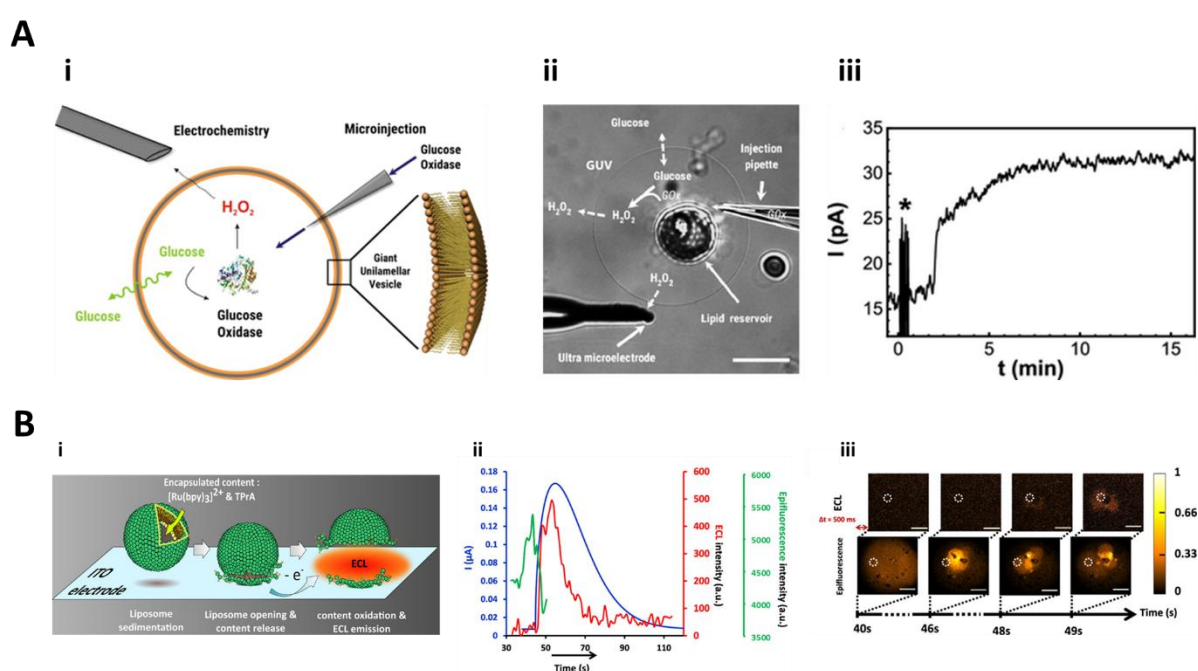 A
i
Electrochemistry
Microinjection
Glucose
Oxidase
H2O2
Glucose
Glucose
Glucose
Oxidase
Giant
Unilamellar
Vesicle
ii
Glucose
GUV
Glucose
GOx
H2O2
H2O2
Injection
pipette
GOx
H2O2
Lipid reservoir
Ultra microelectrode
iii
35
30
25
20
15
*
I (pA)
0
5
10
15
t (min)
B
i
Encapsulated content :
[Ru(bpy)3]2+ & TPrA
ECL
- e-
ITO
electrode
Liposome
sedimentation
Liposome opening &
content release
content oxidation &
ECL emission
ii
0.18
0.16
0.14
0.12
0.1
0.08
0.06
0.04
0.02
0
I (µA)
600
500
400
300
200
100
0
ECL intensity (a.u.)
6000
5500
5000
4500
4000
3500
Epifluorescence intensity (a.u.)
30
50
70
90
110
Time (s)
iii
ECL
Δt = 500 ms
Epifluorescence
1
0.66
0.33
0
Time (s)
40s
46s
48s
49s